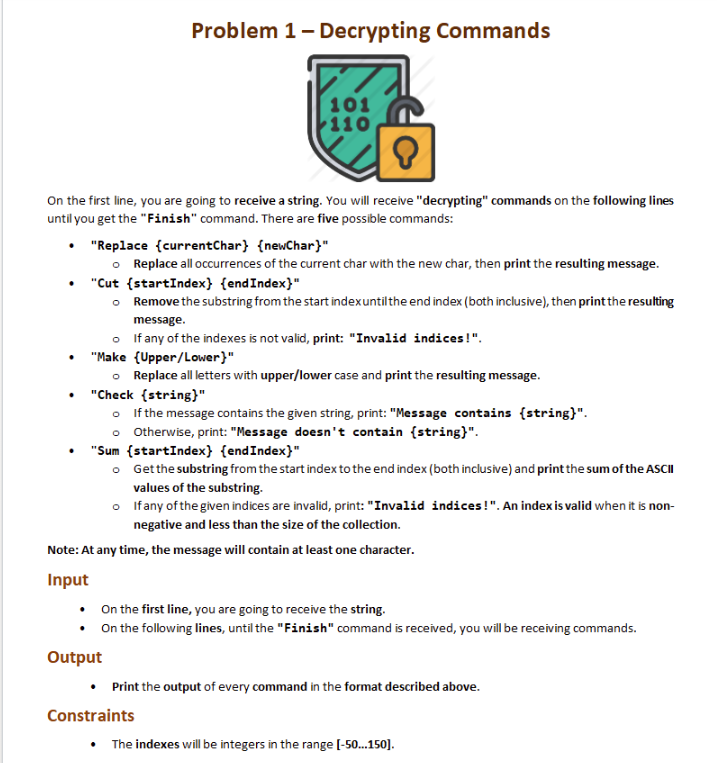 Problem 1 – Decrypting Commands
101
110
On the first line, you are going to receive a string. You will receive "decrypting" commands on the following lines
until you get the "Finish" command. There are five possible commands:
• "Replace {currentChar} {newChar}"
o Replace all occurrences of the current char with the new char, then print the resulting message.
• "Cut {startIndex} {endIndex}"
o Remove the substring from the start index until the end index (both inclusive), then print the resulting
message.
o If any of the indexes is not valid, print: "Invalid indices!".
• "Make {Upper/Lower}"
o Replace all letters with upper/lower case and print the resulting message.
• "Check {string}"
o If the message contains the given string, print: "Message contains {string}".
o Otherwise, print: "Message doesn't contain {string}".
• "Sum {startIndex} {endIndex}"
o Get the substring from the start index to the end index (both inclusive) and print the sum of the ASCII
values of the substring.
o If any of the given indices are invalid, print: "Invalid indices!". An index is valid when it is non-
negative and less than the size of the collection.
Note: At any time, the message will contain at least one character.
Input
• On the first line, you are going to receive the string.
• On the following lines, until the "Finish" command is received, you will be receiving commands.
Output
• Print the output of every command in the format described above.
Constraints
• The indexes will be integers in the range [-50…150].